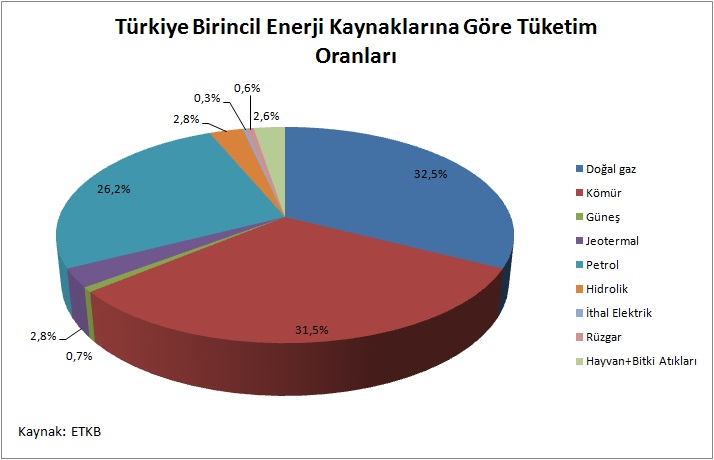 Türkiye Birincil Enerji Kaynaklarına Göre Tüketim
Oranları
0,6%
0,3%
2,6%
2,8%
32,5%
26,2%
31,5%
2,8%
0,7%
Doğal gaz
Kömür
Güneş
Jeotermal
Petrol
Hidrolik
İthal Elektrik
Rüzgar
Hayvan+Bitki Atıkları
Kaynak: ETKB